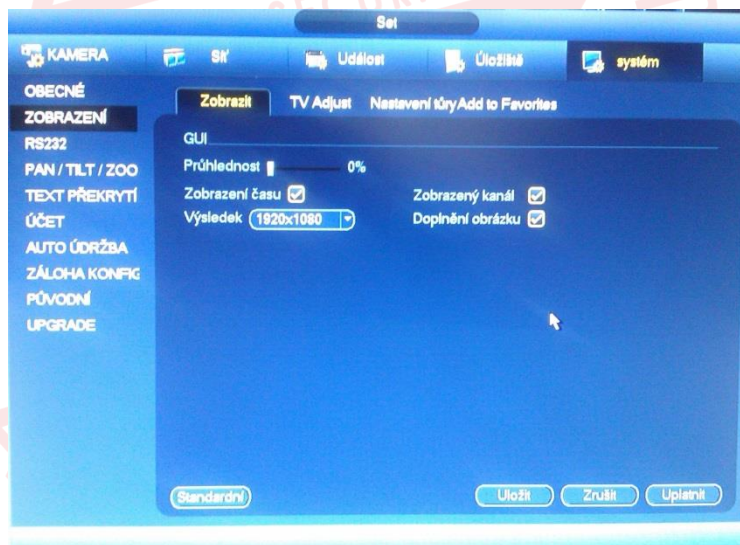 Set
KAMERA Síť Událost Úložiště systém
OBECNÉ
ZOBRAZENÍ
RS232
PAN / TILT / ZOO
TEXT PŘEKRYTÍ
ÚČET
AUTO ÚDRŽBA
ZÁLOHA KONFIG
PŮVODNÍ
UPGRADE
Zobrazit TV Adjust Nastavení túry Add to Favorites
GUI
Průhlednost 0%
Zobrazení času Zobrazený kanál
Výsledek 1920x1080 Doplnění obrázku
Standardní Uložit Zrušit Uplatnit